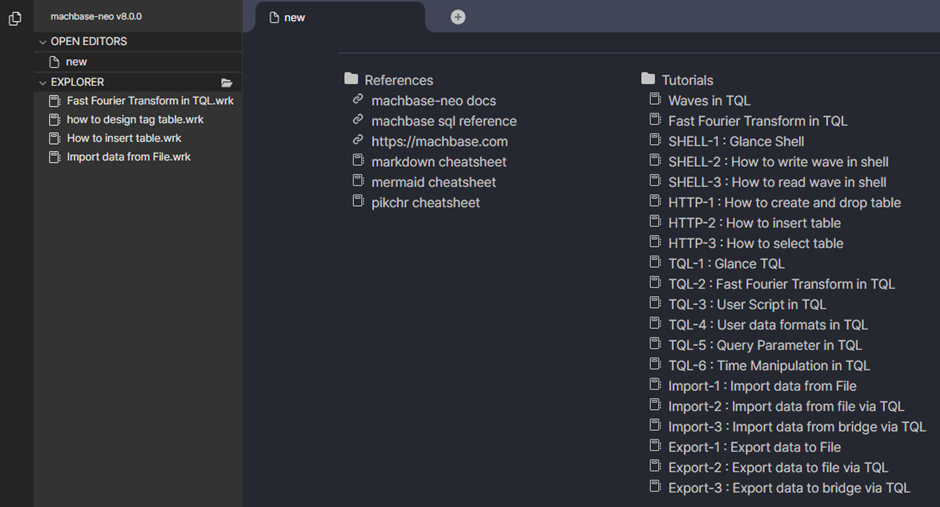 machbase-neo v8.0.0
OPEN EDITORS
new
EXPLORER
Fast Fourier Transform in TQL.wrk
how to design tag table.wrk
How to insert table.wrk
Import data from File.wrk
new
References
machbase-neo docs
machbase sql reference
https://machbase.com
markdown cheatsheet
mermaid cheatsheet
pikchr cheatsheet
Tutorials
Waves in TQL
Fast Fourier Transform in TQL
SHELL-1 : Glance Shell
SHELL-2 : How to write wave in shell
SHELL-3 : How to read wave in shell
HTTP-1 : How to create and drop table
HTTP-2 : How to insert table
HTTP-3 : How to select table
TQL-1 : Glance TQL
TQL-2 : Fast Fourier Transform in TQL
TQL-3 : User Script in TQL
TQL-4 : User data formats in TQL
TQL-5 : Query Parameter in TQL
TQL-6 : Time Manipulation in TQL
Import-1 : Import data from File
Import-2 : Import data from file via TQL
Import-3 : Import data from bridge via TQL
Export-1 : Export data to File
Export-2 : Export data to file via TQL
Export-3 : Export data to bridge via TQL